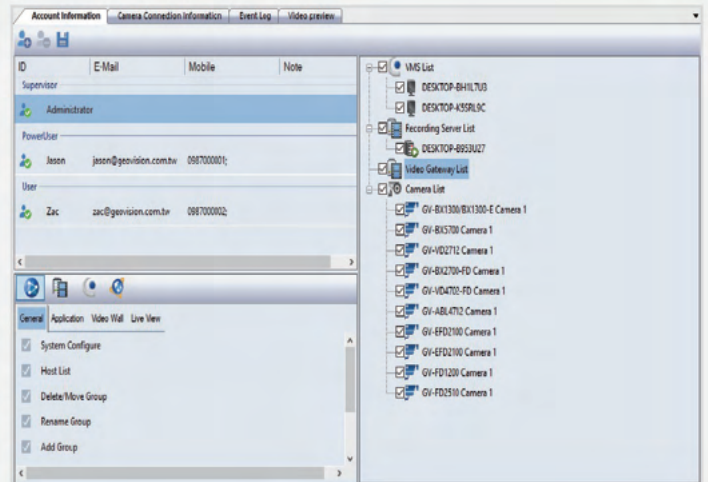 Account Information Camera Connection Information Event Log Video preview
ID E-Mail Mobile Note
Supervisor
Administrator
PowerUser
Jason jason@geovision.com.tw 0987000001;
User
Zac zac@geovision.com.tw 0987000002;
General Application Video Wall Live View
System Configure
Host List
Delete/Move Group
Rename Group
Add Group
VMS List
DESKTOP-BH1L7U3
DESKTOP-K5SRL9C
Recording Server List
DESKTOP-B953U27
Video Gateway List
Camera List
GV-BX1300/BX1300-E Camera 1
GV-BX5700 Camera 1
GV-VD2712 Camera 1
GV-BX2700-FD Camera 1
GV-VD4702-FD Camera 1
GV-ABL4712 Camera 1
GV-EFD2100 Camera 1
GV-EFD2100 Camera 1
GV-FD1200 Camera 1
GV-FD2510 Camera 1